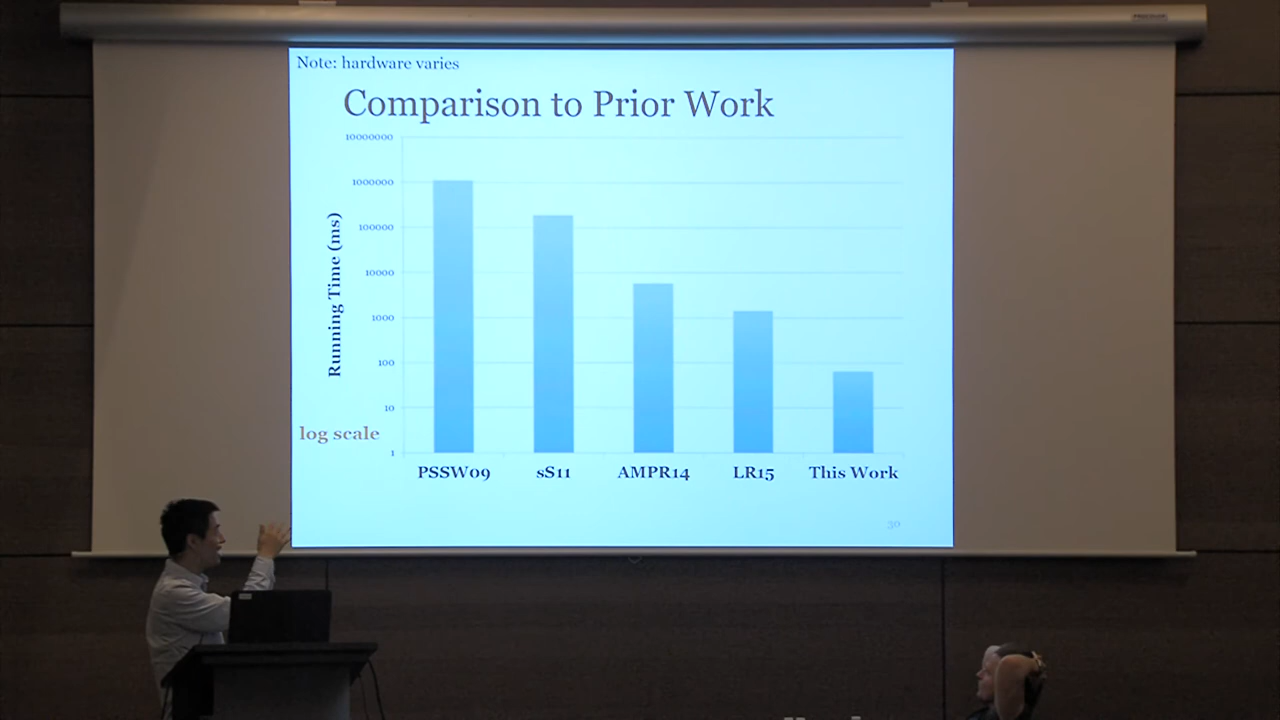 Note: hardware varies
Comparison to Prior Work
10000000
1000000
100000
10000
1000
100
10
1
Running Time (ms)
log scale
PSSW09 sS11 AMPR14 LR15 This Work
30